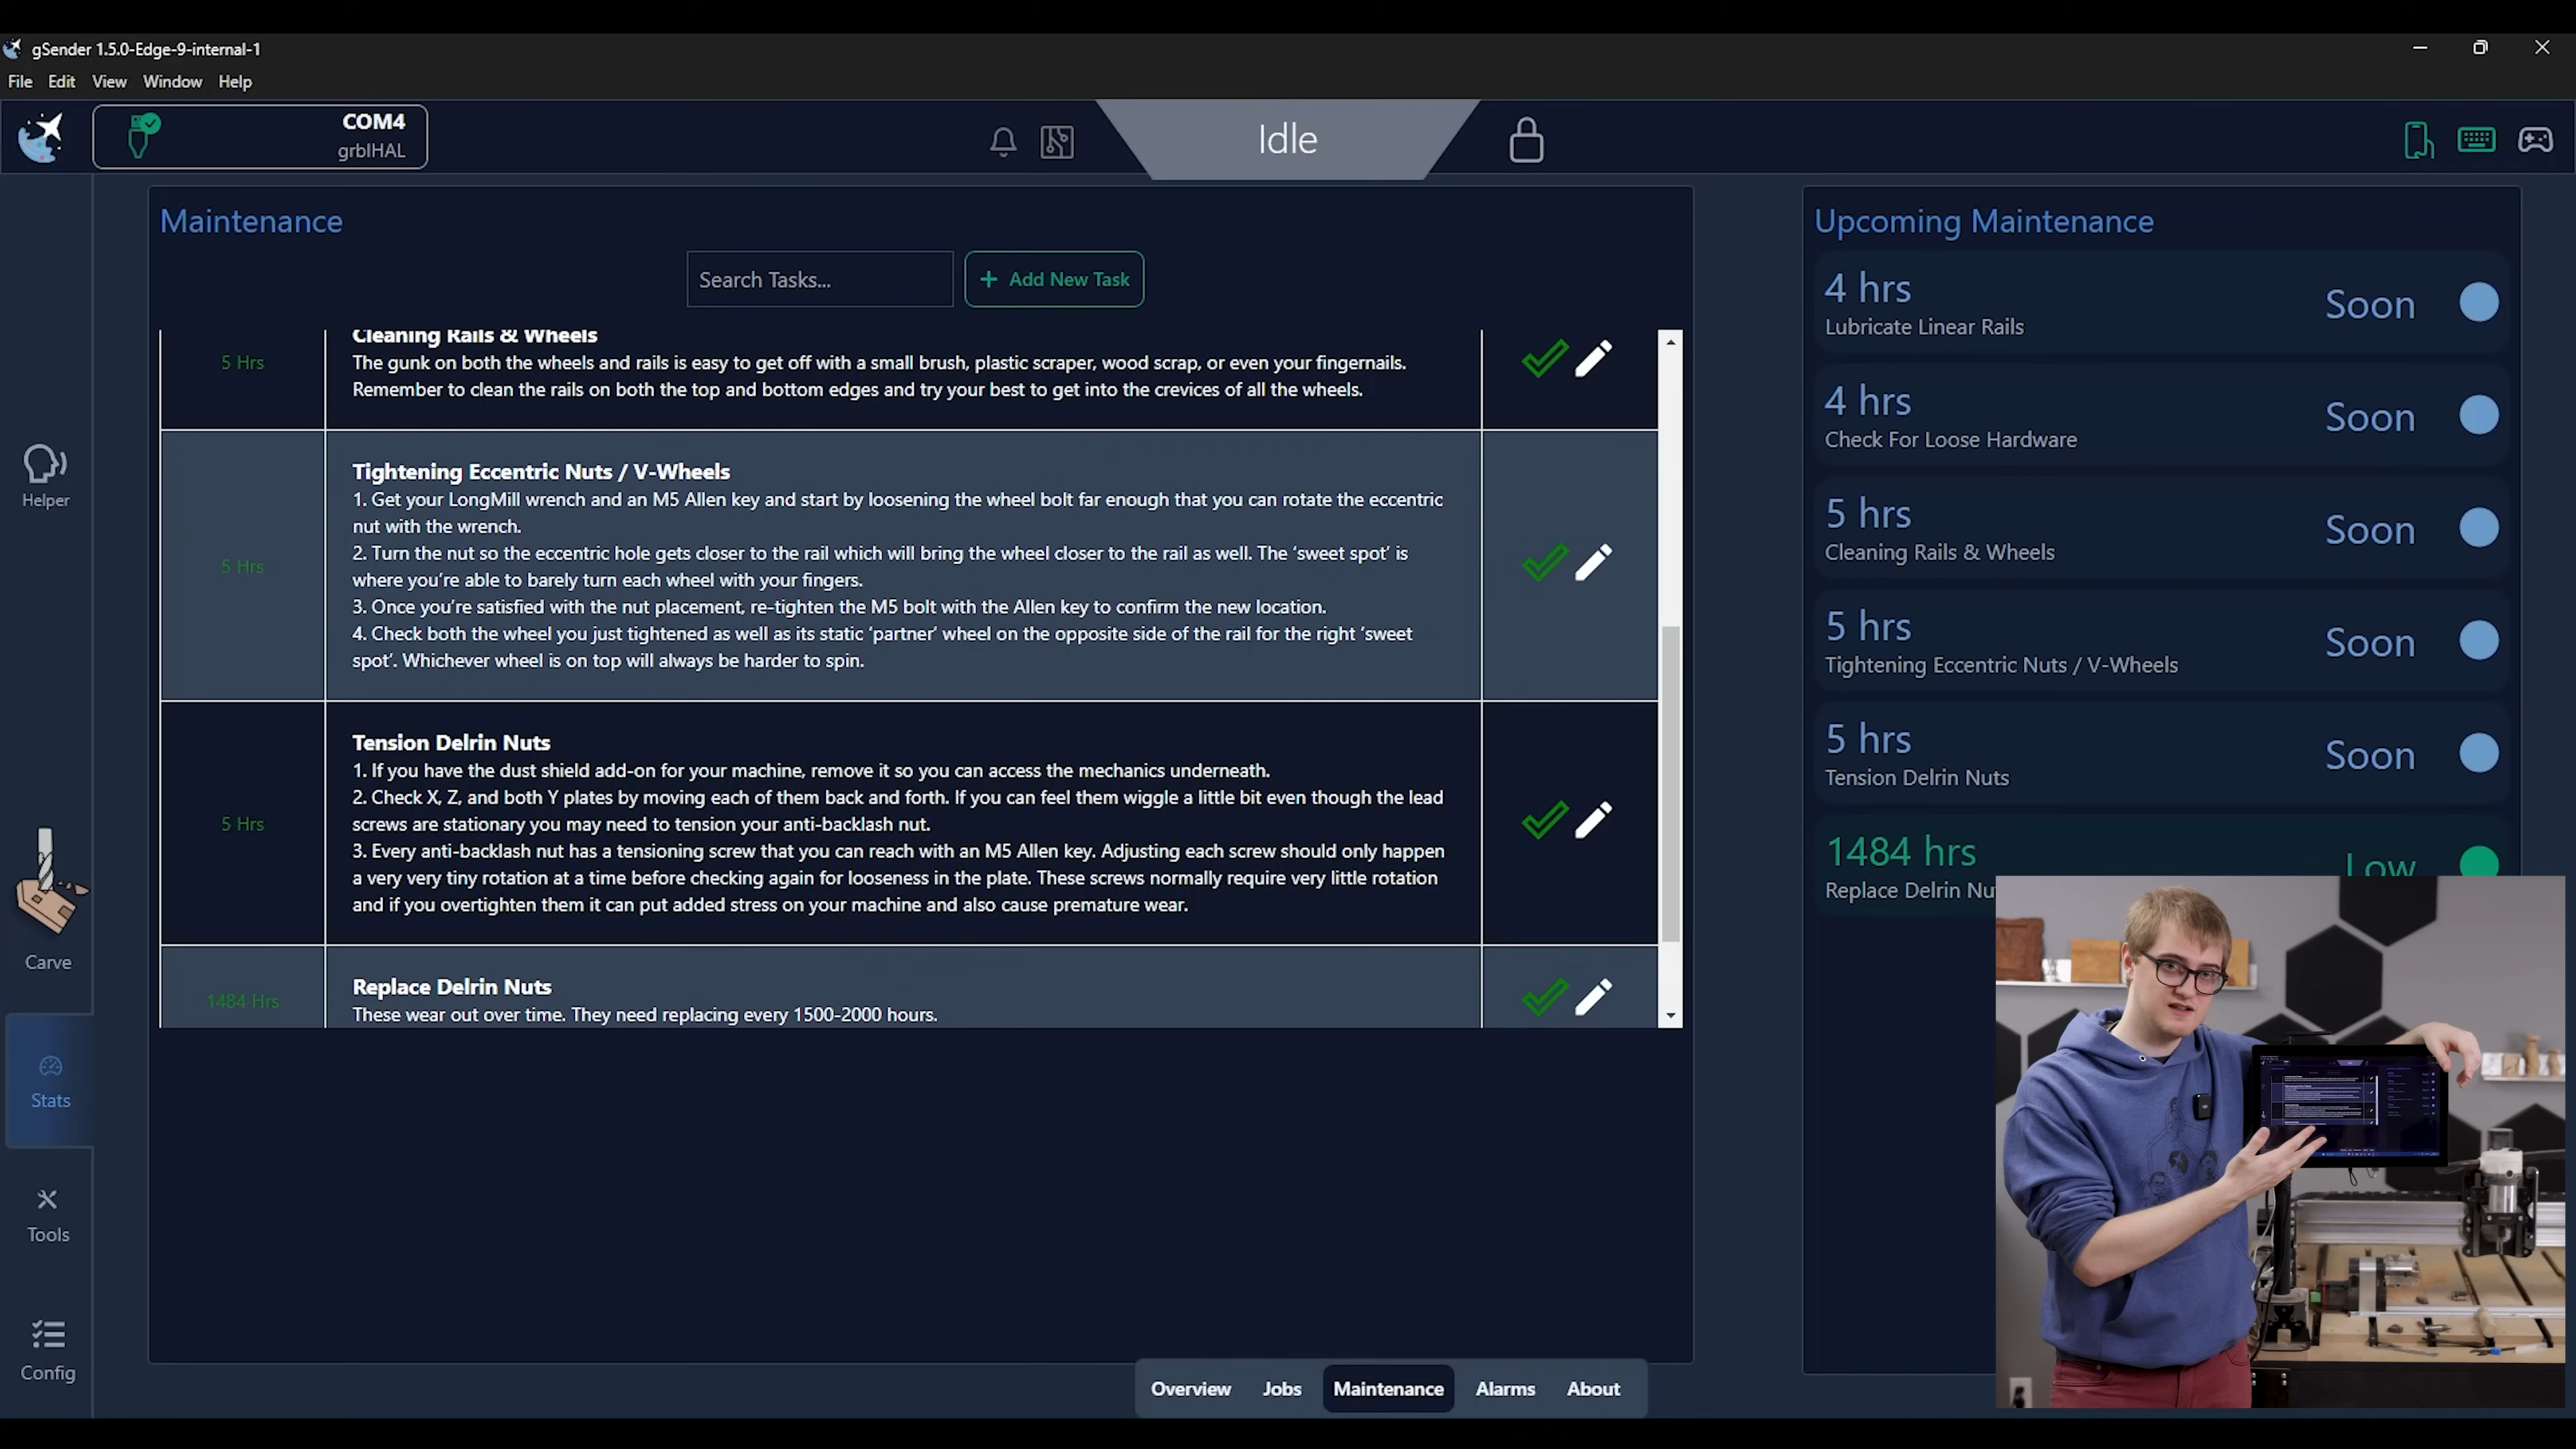 gSender 1.5.0-Edge-9-internal-1
File Edit View Window Help
COM4
grblHAL
Idle
Maintenance
Search Tasks...
+ Add New Task
5 Hrs
Cleaning Rails & Wheels
The gunk on both the wheels and rails is easy to get off with a small brush, plastic scraper, wood scrap, or even your fingernails.
Remember to clean the rails on both the top and bottom edges and try your best to get into the crevices of all the wheels.
5 Hrs
Tightening Eccentric Nuts / V-Wheels
1. Get your LongMill wrench and an M5 Allen key and start by loosening the wheel bolt far enough that you can rotate the eccentric
nut with the wrench.
2. Turn the nut so the eccentric hole gets closer to the rail which will bring the wheel closer to the rail as well. The ‘sweet spot’ is
where you’re able to barely turn each wheel with your fingers.
3. Once you’re satisfied with the nut placement, re-tighten the M5 bolt with the Allen key to confirm the new location.
4. Check both the wheel you just tightened as well as its static ‘partner’ wheel on the opposite side of the rail for the right ‘sweet
spot’. Whichever wheel is on top will always be harder to spin.
5 Hrs
Tension Delrin Nuts
1. If you have the dust shield add-on for your machine, remove it so you can access the mechanics underneath.
2. Check X, Z, and both Y plates by moving each of them back and forth. If you can feel them wiggle a little bit even though the lead
screws are stationary you may need to tension your anti-backlash nut.
3. Every anti-backlash nut has a tensioning screw that you can reach with an M5 Allen key. Adjusting each screw should only happen
a very very tiny rotation at a time before checking again for looseness in the plate. These screws normally require very little rotation
and if you overtighten them it can put added stress on your machine and also cause premature wear.
1484 Hrs
Replace Delrin Nuts
These wear out over time. They need replacing every 1500-2000 hours.
Upcoming Maintenance
4 hrs
Lubricate Linear Rails
Soon
4 hrs
Check For Loose Hardware
Soon
5 hrs
Cleaning Rails & Wheels
Soon
5 hrs
Tightening Eccentric Nuts / V-Wheels
Soon
5 hrs
Tension Delrin Nuts
Soon
1484 hrs
Replace Delrin Nu
Low
Helper
Carve
Stats
Tools
Config
Overview Jobs Maintenance Alarms About